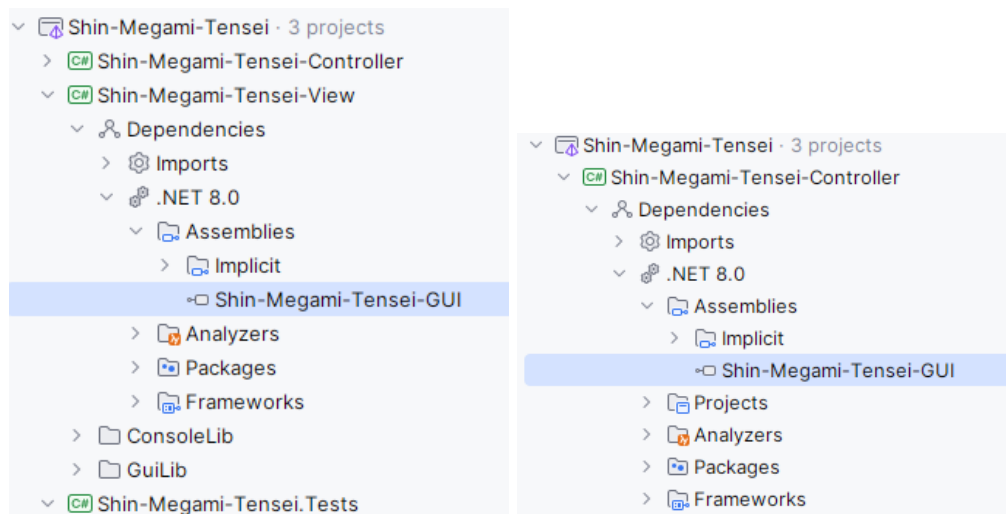 Shin-Megami-Tensei · 3 projects
C# Shin-Megami-Tensei-Controller
C# Shin-Megami-Tensei-View
Dependencies
Imports
.NET 8.0
Assemblies
Implicit
Shin-Megami-Tensei-GUI
Analyzers
Packages
Frameworks
ConsoleLib
GuiLib
C# Shin-Megami-Tensei.Tests
Shin-Megami-Tensei · 3 projects
C# Shin-Megami-Tensei-Controller
Dependencies
Imports
.NET 8.0
Assemblies
Implicit
Shin-Megami-Tensei-GUI
Projects
Analyzers
Packages
Frameworks